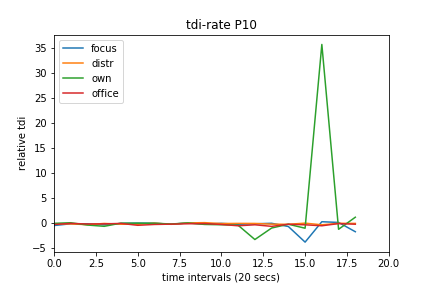 tdi-rate P10
focus
distr
own
office
relative tdi
35
30
25
20
15
10
5
0
−5
0.0 2.5 5.0 7.5 10.0 12.5 15.0 17.5 20.0
time intervals (20 secs)